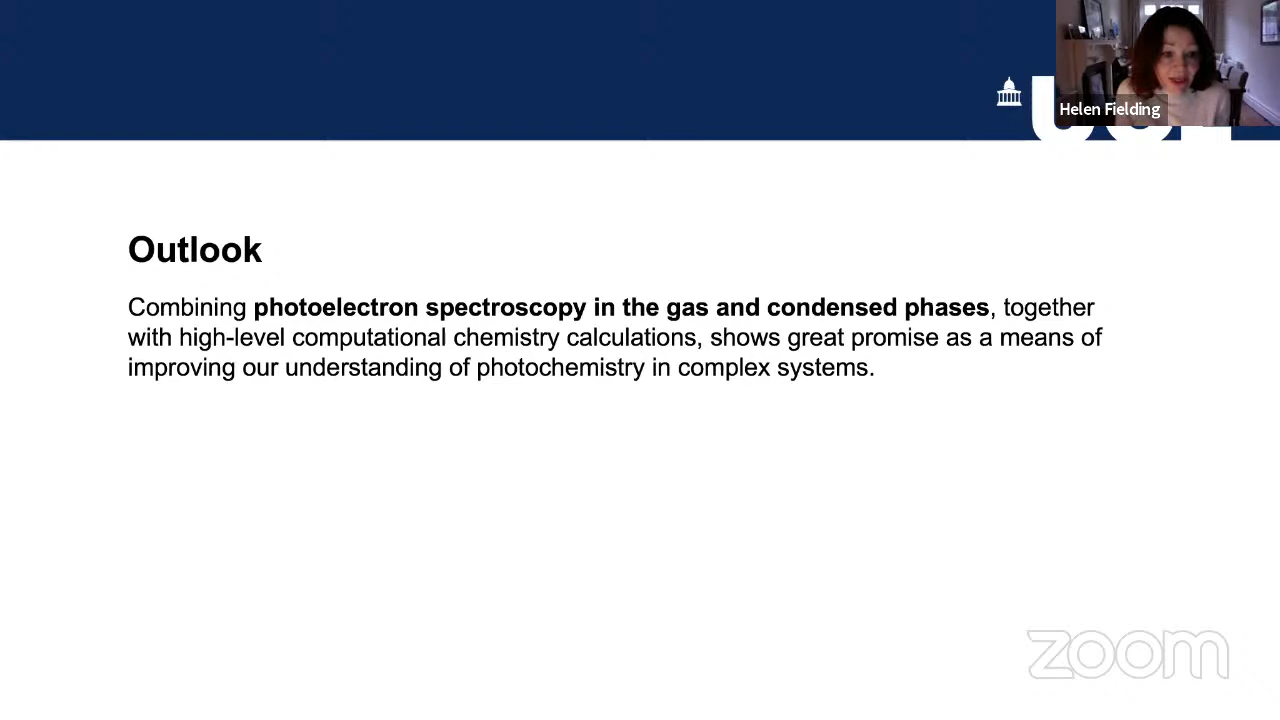 Helen Fielding
Outlook
Combining photoelectron spectroscopy in the gas and condensed phases, together
with high-level computational chemistry calculations, shows great promise as a means of
improving our understanding of photochemistry in complex systems.
zoom